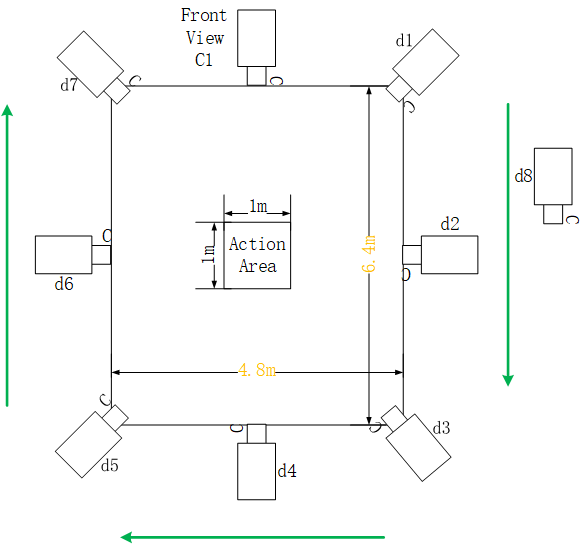 Front
View
C1
d1
d7
d8
1m
d2
1m
Action
Area
6.4m
d6
4.8m
d3
d5
d4